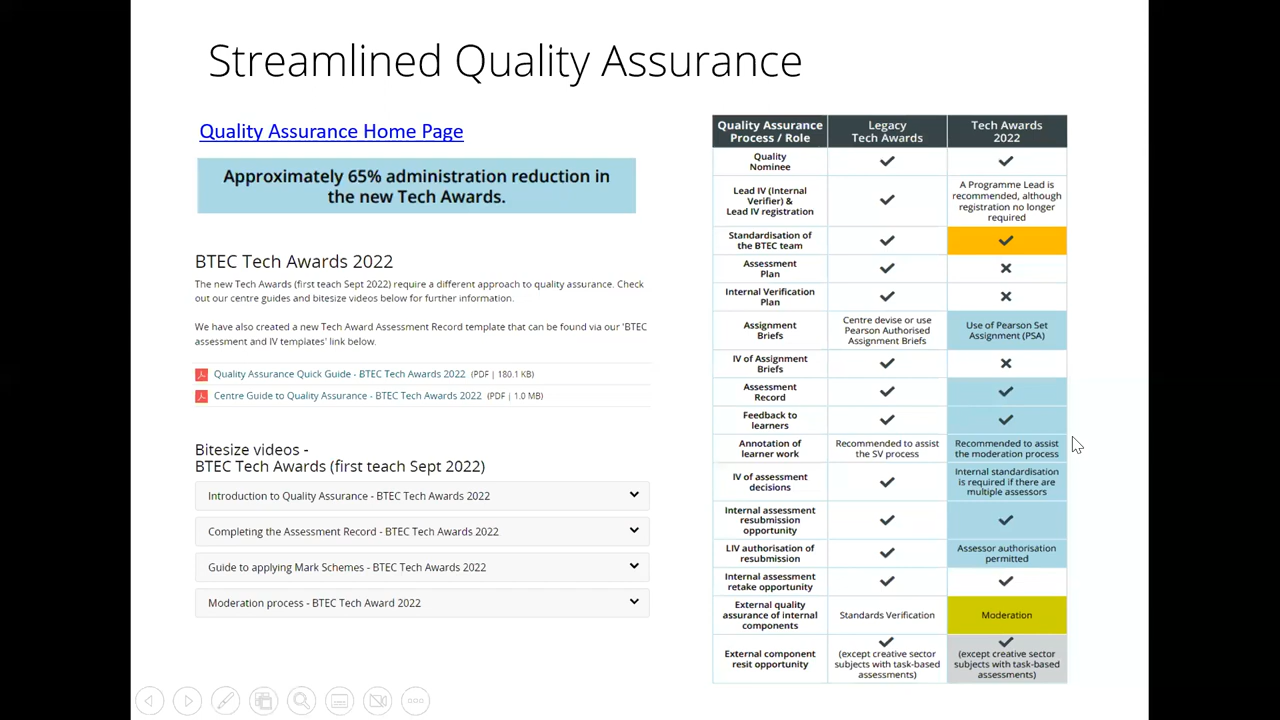 Streamlined Quality Assurance
Quality Assurance Home Page
Approximately 65% administration reduction in
the new Tech Awards.
BTEC Tech Awards 2022
The new Tech Awards (first teach Sept 2022) require a different approach to quality assurance. Check
out our centre guides and bitesize videos below for further information.
We have also created a new Tech Award Assessment Record template that can be found via our 'BTEC
assessment and IV templates' link below.
Quality Assurance Quick Guide - BTEC Tech Awards 2022 (PDF | 180.1 KB)
Centre Guide to Quality Assurance - BTEC Tech Awards 2022 (PDF | 1.0 MB)
Bitesize videos -
BTEC Tech Awards (first teach Sept 2022)
Introduction to Quality Assurance - BTEC Tech Awards 2022
Completing the Assessment Record - BTEC Tech Awards 2022
Guide to applying Mark Schemes - BTEC Tech Awards 2022
Moderation process - BTEC Tech Award 2022
Quality Assurance
Process / Role
Legacy
Tech Awards
Tech Awards
2022
Quality
Nominee
✔
✔
Lead IV (Internal
Verifier) &
Lead IV registration
✔
A Programme Lead is
recommended, although
registration no longer
required
Standardisation of
the BTEC team
✔
✔
Assessment
Plan
✔
✖
Internal Verification
Plan
✔
✖
Assignment
Briefs
Centre devise or use
Pearson Authorised
Assignment Briefs
Use of Pearson Set
Assignment (PSA)
IV of Assignment
Briefs
✔
✖
Assessment
Record
✔
✔
Feedback to
learners
✔
✔
Annotation of
learner work
Recommended to assist
the SV process
Recommended to assist
the moderation process
IV of assessment
decisions
✔
Internal standardisation
is required if there are
multiple assessors
Internal assessment
resubmission
opportunity
✔
✔
LIV authorisation of
resubmission
✔
Assessor authorisation
permitted
Internal assessment
retake opportunity
✔
✔
External quality
assurance of internal
components
Standards Verification
Moderation
External component
resit opportunity
✔
(except creative sector
subjects with task-based
assessments)
✔
(except creative sector
subjects with task-based
assessments)